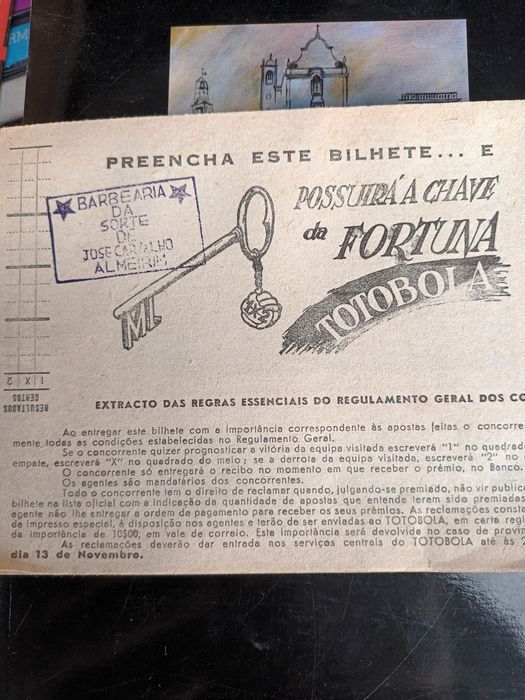 RM
PREENCHA ESTE BILHETE... E
BARBEARIA
DA
SORTE
DE
JOSE CARVALHO
ALMEIRIM
POSSUIRÁ A CHAVE
da FORTUNA
TOTOBOLA
ML
1 X 2
RESULTADOS
CERTOS
EXTRACTO DAS REGRAS ESSENCIAIS DO REGULAMENTO GERAL DOS CO
Ao entregar este bilhete com a importância correspondente às apostas feitas o concorre
mente todas as condições estabelecidas no Regulamento Geral.
Se o concorrente quizer prognosticar a vitória da equipa visitada escreverá "1" no quadrad
empate, escreverá "X" no quadrado do meio; se a derrota da equipa visitada, escreverá "2" no
O concorrente só entregará o recibo no momento em que receber o prémio, no Banco.
Os agentes são mandatários dos concorrentes.
Todo o concorrente tem o direito de reclamar quando, julgando-se premiado, não vir public
bilhete na lista oficial com a indicação da quantidade de apostas que entende terem sido premiadas
agente não lhe entregar a ordem de pagamento para receber os seus prémios. As reclamações consta
de impresso especial, à disposição nos agentes e terão de ser enviadas ao TOTOBOLA, em carta regi
da importância de 10$00, em vale de correio. Esta importância será devolvida no caso de provim
As reclamações deverão dar entrada nos serviços centrais do TOTOBOLA até às
dia 13 de Novembro.